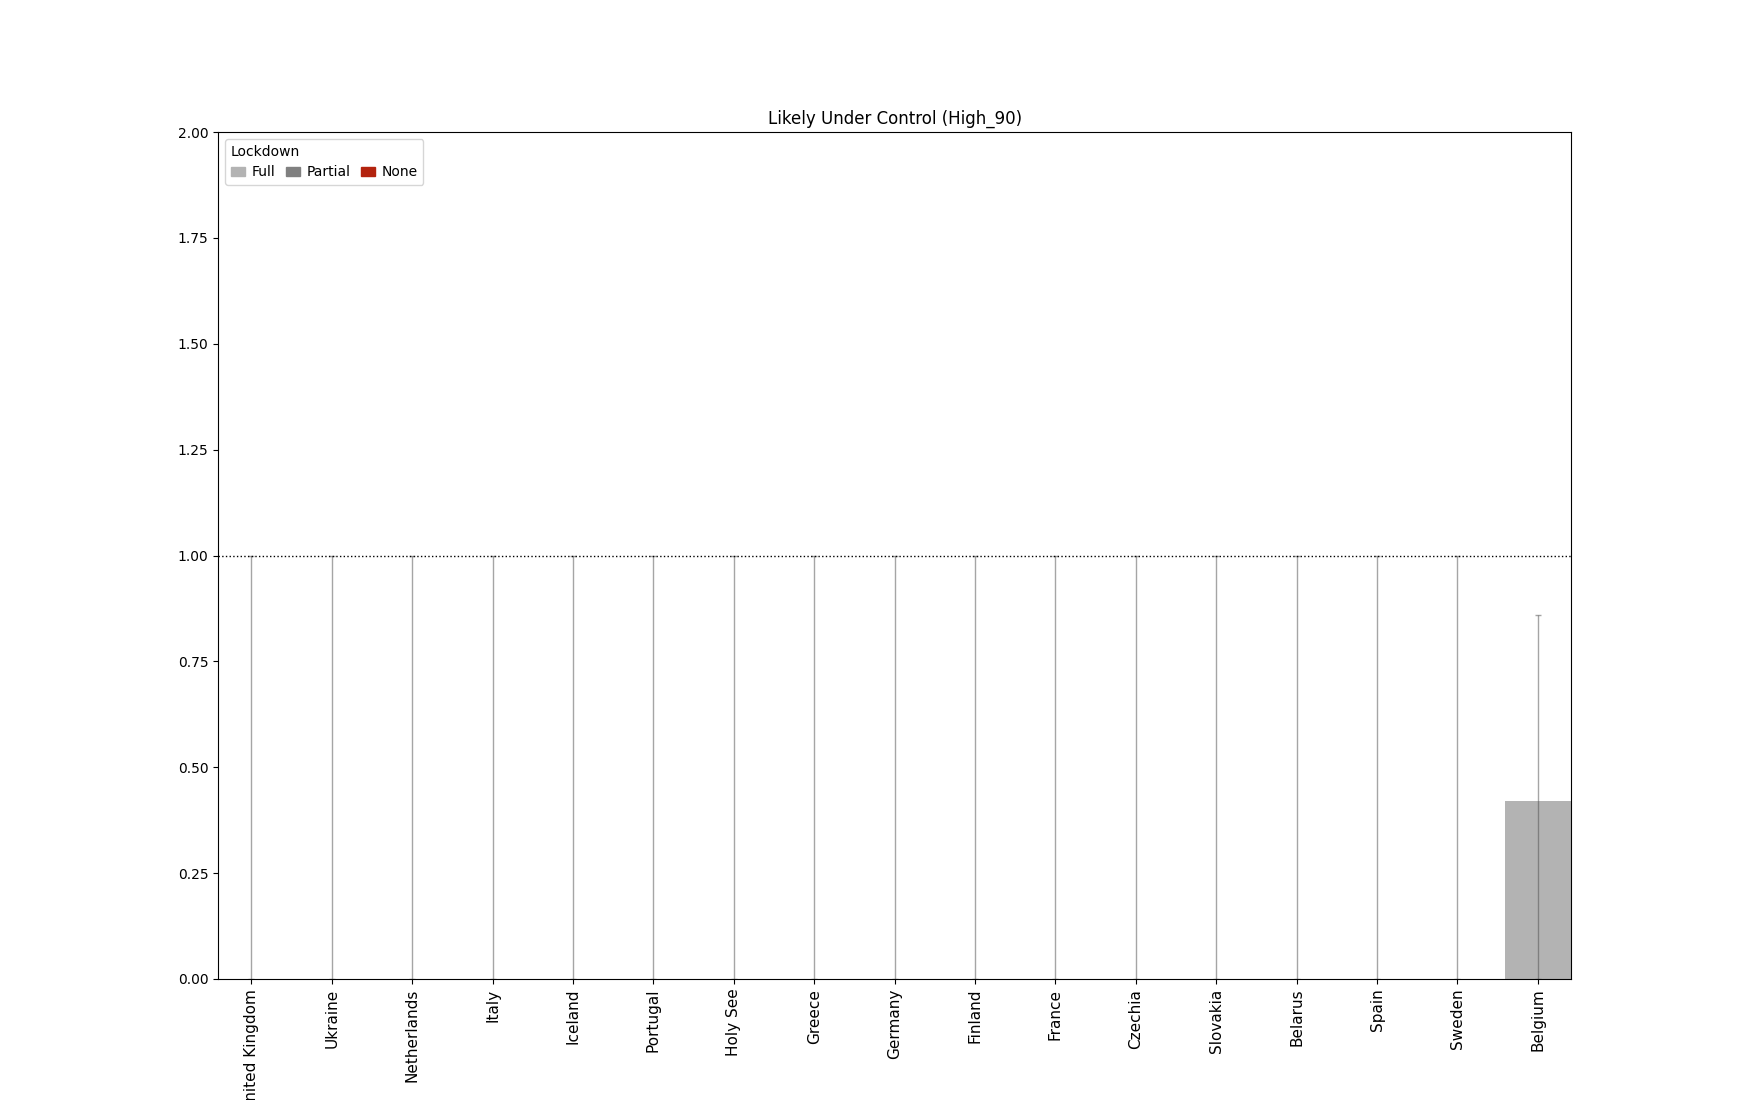 Likely Under Control (High_90)
2.00
Lockdown
Full Partial None
1.75
1.50
1.25
1.00
0.75
0.50
0.25
0.00
nited Kingdom
Ukraine
Netherlands
Italy
Iceland
Portugal
Holy See
Greece
Germany
Finland
France
Czechia
Slovakia
Belarus
Spain
Sweden
Belgium